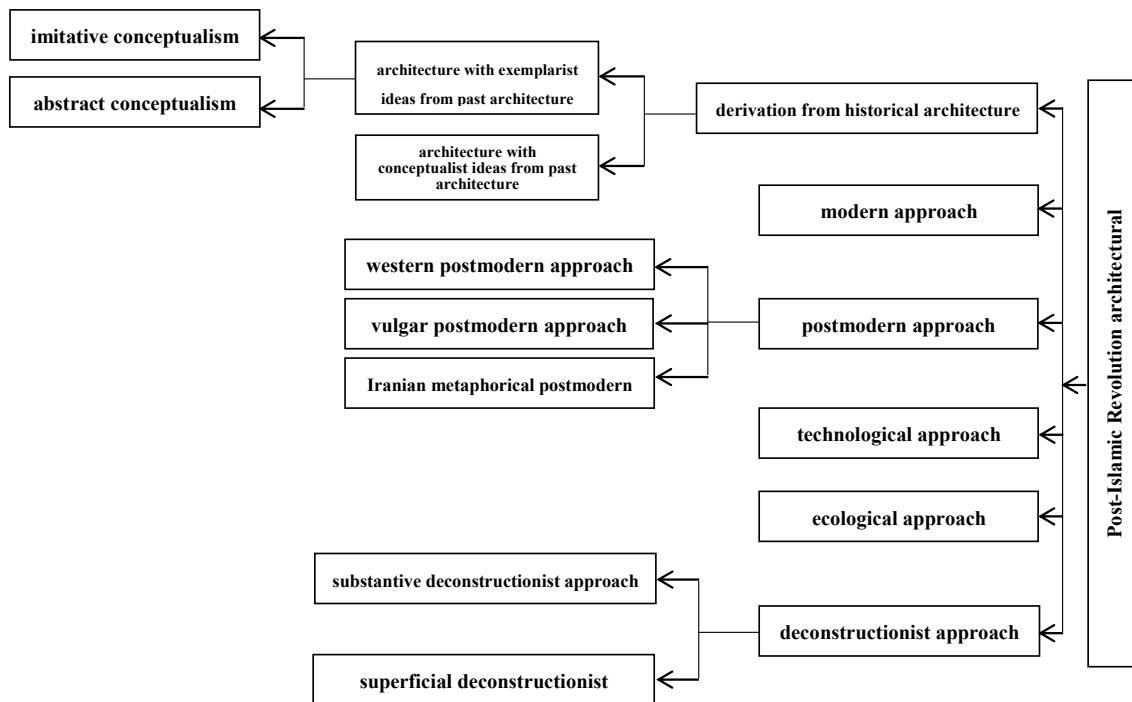 imitative conceptualism
abstract conceptualism
architecture with exemplarist
ideas from past architecture
architecture with
conceptualist ideas from past
architecture
derivation from historical architecture
modern approach
western postmodern approach
vulgar postmodern approach
Iranian metaphorical postmodern
postmodern approach
technological approach
ecological approach
substantive deconstructionist approach
superficial deconstructionist
deconstructionist approach
Post-Islamic Revolution architectural